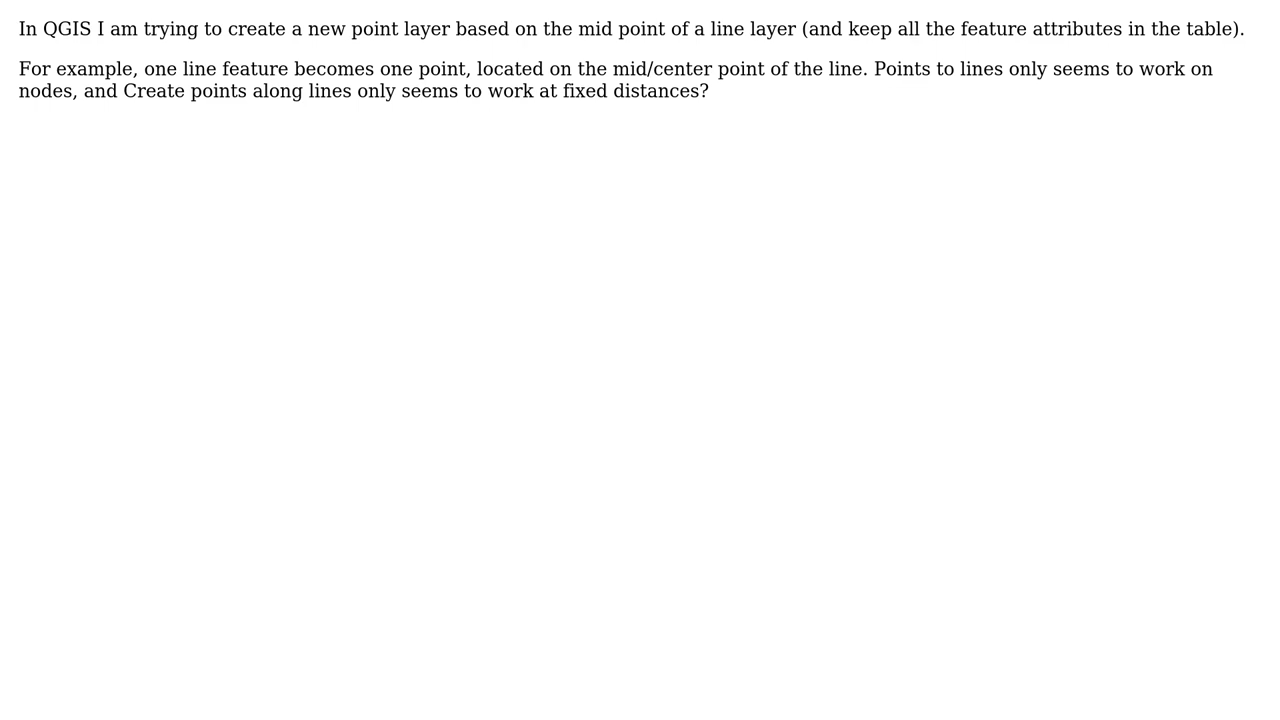 In QGIS I am trying to create a new point layer based on the mid point of a line layer (and keep all the feature attributes in the table).
For example, one line feature becomes one point, located on the mid/center point of the line. Points to lines only seems to work on
nodes, and Create points along lines only seems to work at fixed distances?